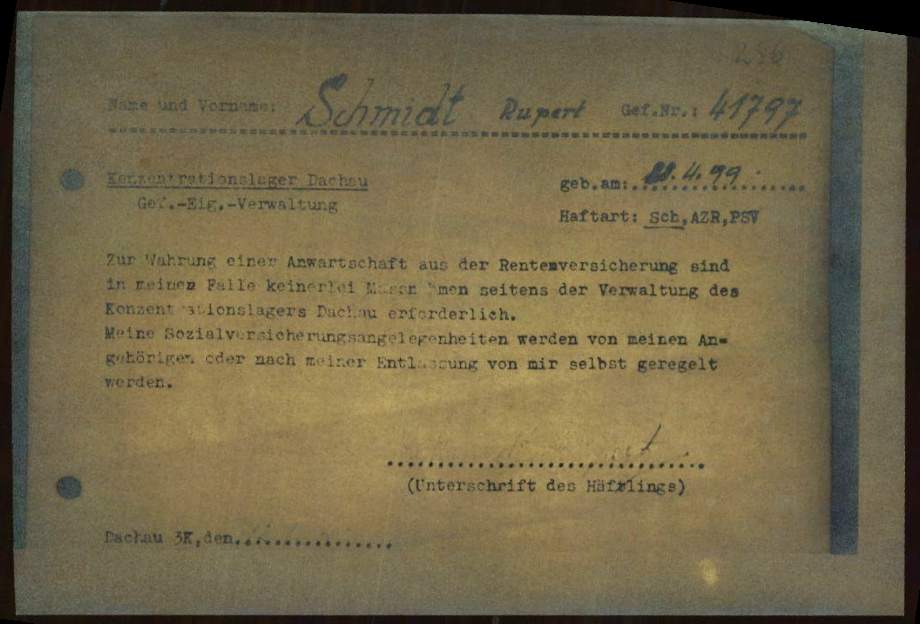 296
Name und Vorname: Schmidt Rupert Gef.Nr.: 41797
Konzentrationslager Dachau geb.am: .4.99.
Gef.-Eig.-Verwaltung
Haftart: Sch,AZR,PSV
Zur Wahrung einer Anwartschaft aus der Rentenversicherung sind
in meinem Falle keinerlei Massnahmen seitens der Verwaltung des
Konzentrationslagers Dachau erforderlich.
Meine Sozialversicherungsangelegenheiten werden von meinen An-
gehörigen oder nach meiner Entlassung von mir selbst geregelt
werden.
(Unterschrift des Häftlings)
Dachau 3K,den